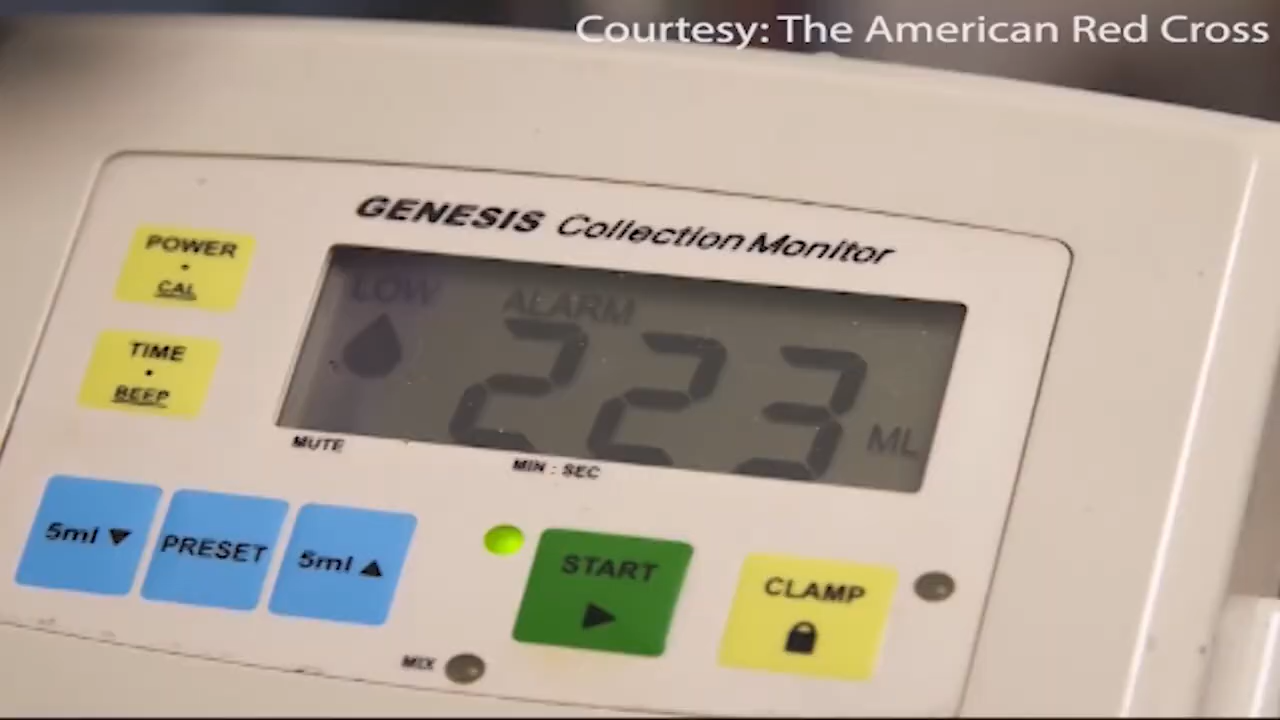 Courtesy: The American Red Cross
GENESIS Collection Monitor
POWER
CAL
LOW
ALARM
223 ML
TIME
BEEP
MUTE
MIN : SEC
5ml ▼
PRESET
5ml ▲
START
CLAMP
MIX